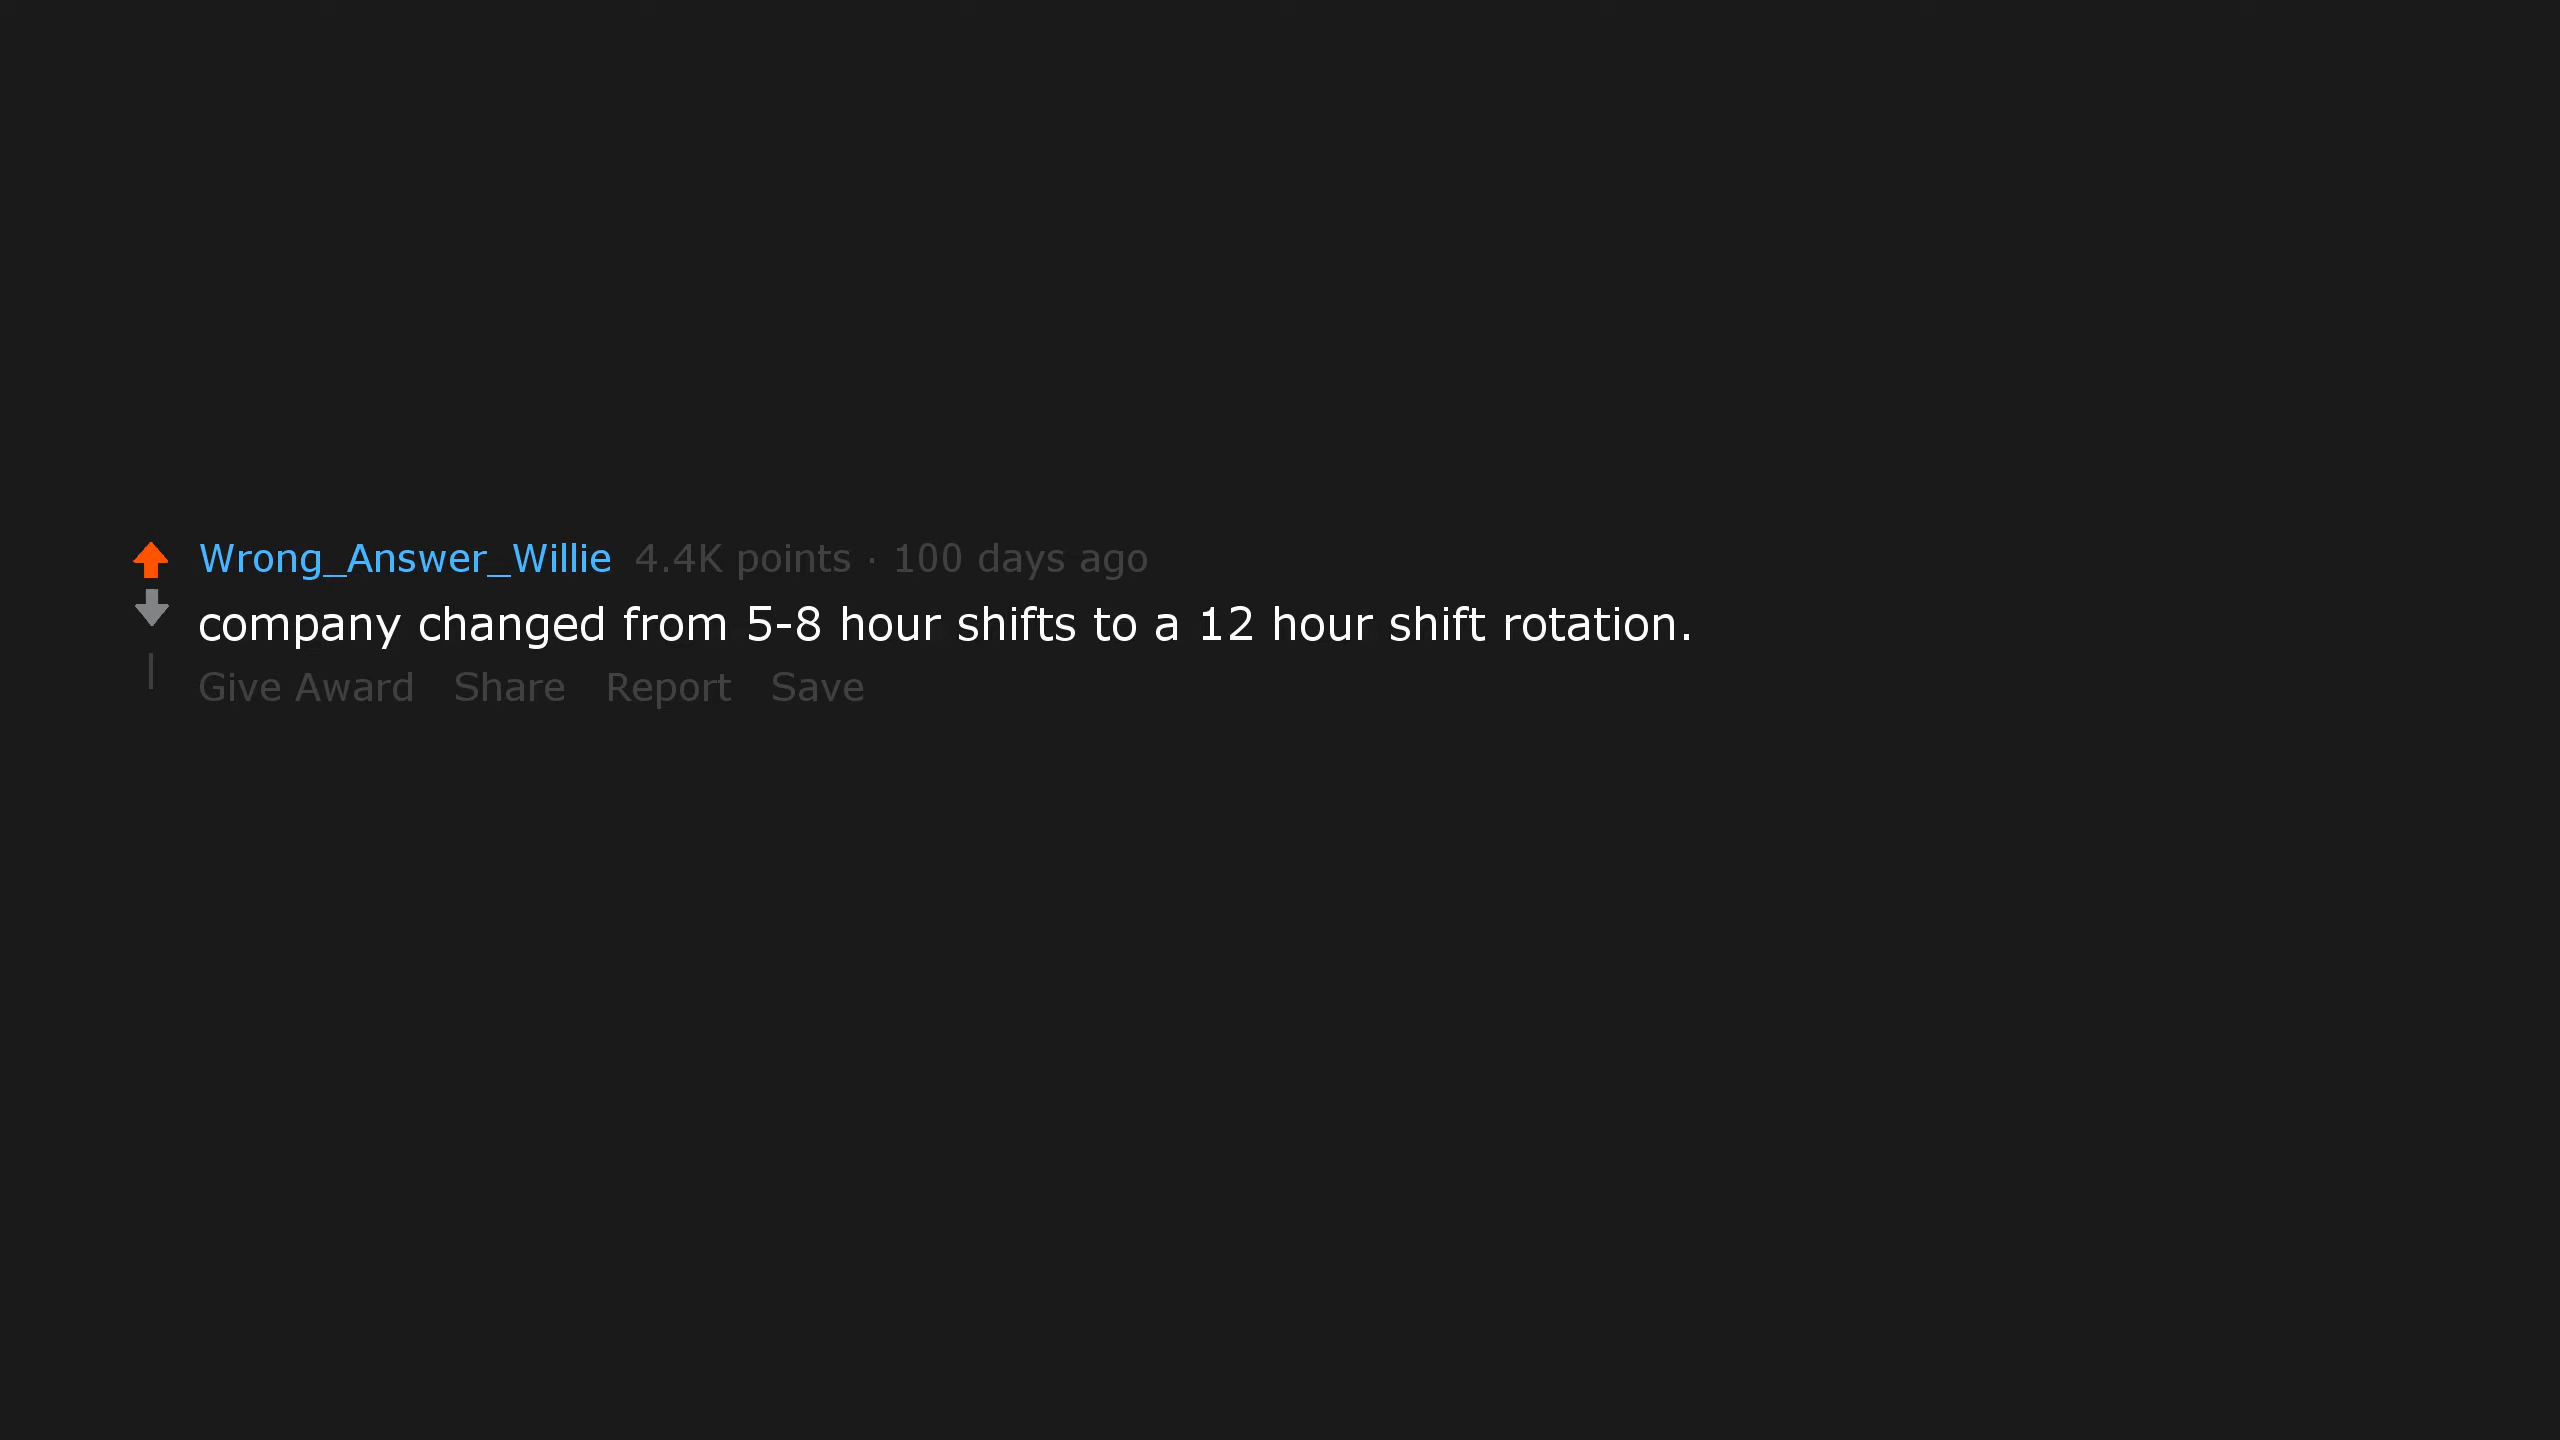 Wrong_Answer_Willie 4.4K points · 100 days ago
company changed from 5-8 hour shifts to a 12 hour shift rotation.
Give Award Share Report Save